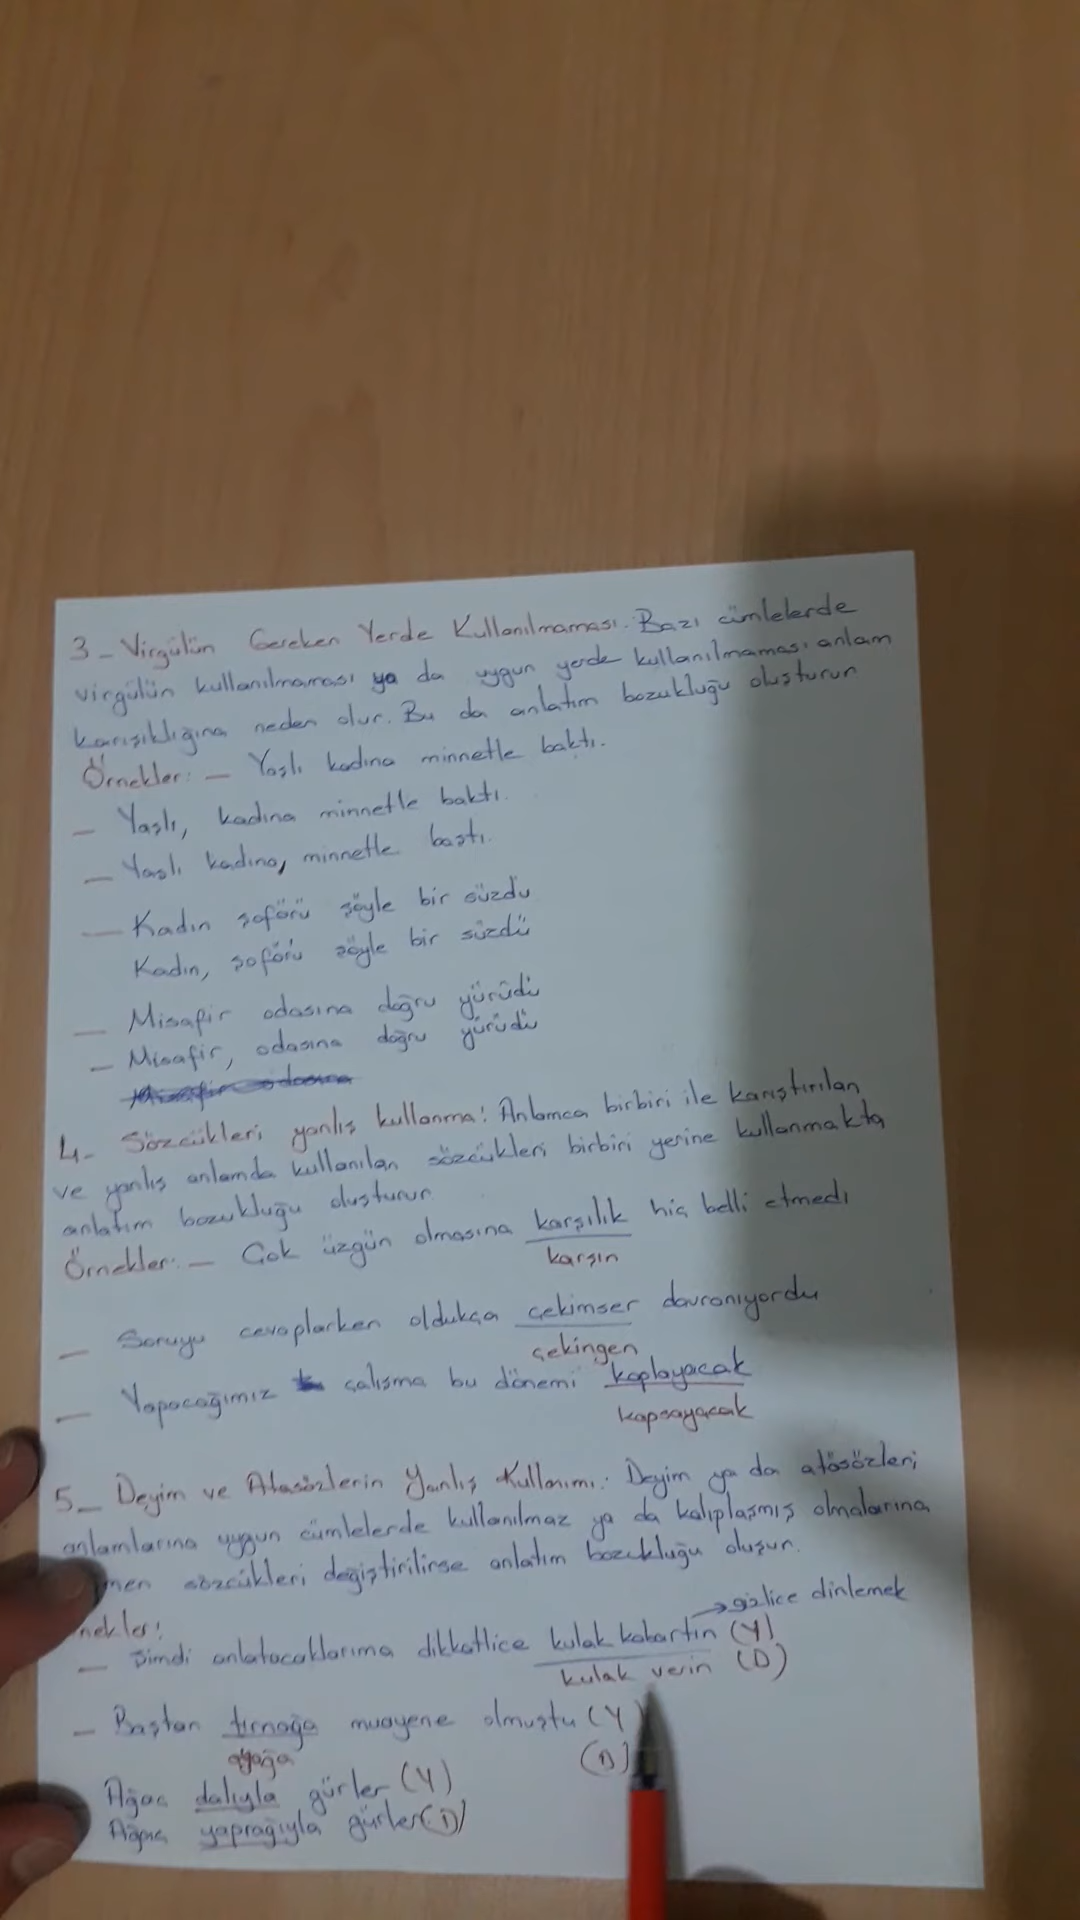 3- Virgülün Gereken Yerde Kullanılmaması. Bazı cümlelerde
virgülün kullanılmaması ya da uygun yerde kullanılmaması anlam
karışıklığına neden olur. Bu da anlatım bozukluğu oluşturur
Örnekler: — Yaşlı kadına minnetle baktı.
— Yaşlı, kadına minnetle baktı.
— Yaşlı kadına, minnetle bastı.
— Kadın şoförü şöyle bir süzdü
Kadın, şoförü şöyle bir süzdü
— Misafir odasına doğru yürüdü
— Misafir, odasına doğru yürüdü
4- Sözcükleri yanlış kullanma: Anlamca birbiri ile karıştırılan
ve yanlış anlamda kullanılan sözcükleri birbiri yerine kullanmakta
anlatım bozukluğu oluşturur
Örnekler: — Çok üzgün olmasına karşılık hiç belli etmedi
karşın
— Soruyu cevaplarken oldukça çekimser davranıyordu
çekingen
— Yapacağımız çalışma bu dönemi kaplayacak
kapsayacak
5- Deyim ve Atasözlerin Yanlış Kullanımı: Deyim ya da atösözleri
anlamlarına uygun cümlelerde kullanılmaz ya da kalıplaşmış olmalarına
sözcükleri değiştirilirse anlatım bozukluğu oluşur.
→ gizlice dinlemek
— Şimdi anlatacaklarıma dikkatlice kulak kabartın (Y)
kulak verin (D)
— Baştan tırnağa muayene olmuştu (Y)
ayağa (D)
Ağaç dalıyla gürler (Y)
Ağaç yaprağıyla gürler (D)